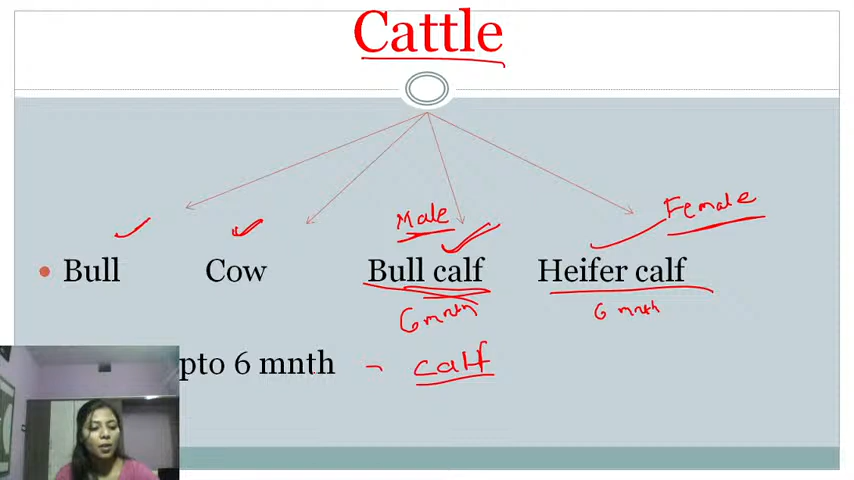 Cattle
Male
Female
Bull Cow Bull calf Heifer calf
6 mnth
6 mnth
pto 6 mnth - calf